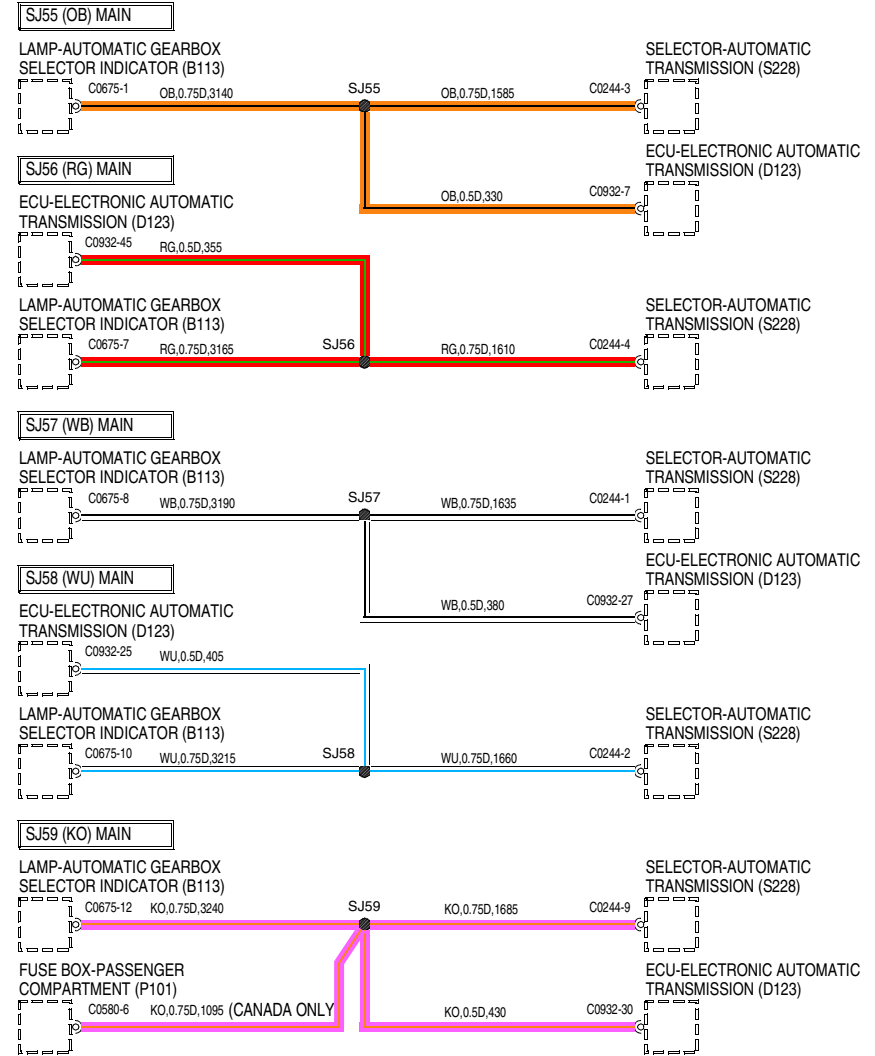 SJ55 (OB) MAIN
LAMP-AUTOMATIC GEARBOX
SELECTOR INDICATOR (B113)
C0675-1
OB,0.75D,3140
SJ55
OB,0.75D,1585
C0244-3
SELECTOR-AUTOMATIC
TRANSMISSION (S228)
OB,0.5D,330
C0932-7
ECU-ELECTRONIC AUTOMATIC
TRANSMISSION (D123)
SJ56 (RG) MAIN
ECU-ELECTRONIC AUTOMATIC
TRANSMISSION (D123)
C0932-45
RG,0.5D,355
LAMP-AUTOMATIC GEARBOX
SELECTOR INDICATOR (B113)
C0675-7
RG,0.75D,3165
SJ56
RG,0.75D,1610
C0244-4
SELECTOR-AUTOMATIC
TRANSMISSION (S228)
SJ57 (WB) MAIN
LAMP-AUTOMATIC GEARBOX
SELECTOR INDICATOR (B113)
C0675-8
WB,0.75D,3190
SJ57
WB,0.75D,1635
C0244-1
SELECTOR-AUTOMATIC
TRANSMISSION (S228)
WB,0.5D,380
C0932-27
ECU-ELECTRONIC AUTOMATIC
TRANSMISSION (D123)
SJ58 (WU) MAIN
ECU-ELECTRONIC AUTOMATIC
TRANSMISSION (D123)
C0932-25
WU,0.5D,405
LAMP-AUTOMATIC GEARBOX
SELECTOR INDICATOR (B113)
C0675-10
WU,0.75D,3215
SJ58
WU,0.75D,1660
C0244-2
SELECTOR-AUTOMATIC
TRANSMISSION (S228)
SJ59 (KO) MAIN
LAMP-AUTOMATIC GEARBOX
SELECTOR INDICATOR (B113)
C0675-12
KO,0.75D,3240
SJ59
KO,0.75D,1685
C0244-9
SELECTOR-AUTOMATIC
TRANSMISSION (S228)
FUSE BOX-PASSENGER
COMPARTMENT (P101)
C0580-6
KO,0.75D,1095 (CANADA ONLY
KO,0.5D,430
C0932-30
ECU-ELECTRONIC AUTOMATIC
TRANSMISSION (D123)